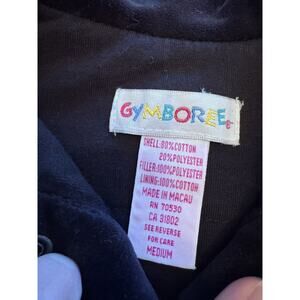 GYMBOREE
SHELL:80%COTTON
20%POLYESTER
FILLER:100%POLYESTER
LINING:100%COTTON
MADE IN MACAU
RN 70530
CA 31802
SEE REVERSE
FOR CARE
MEDIUM